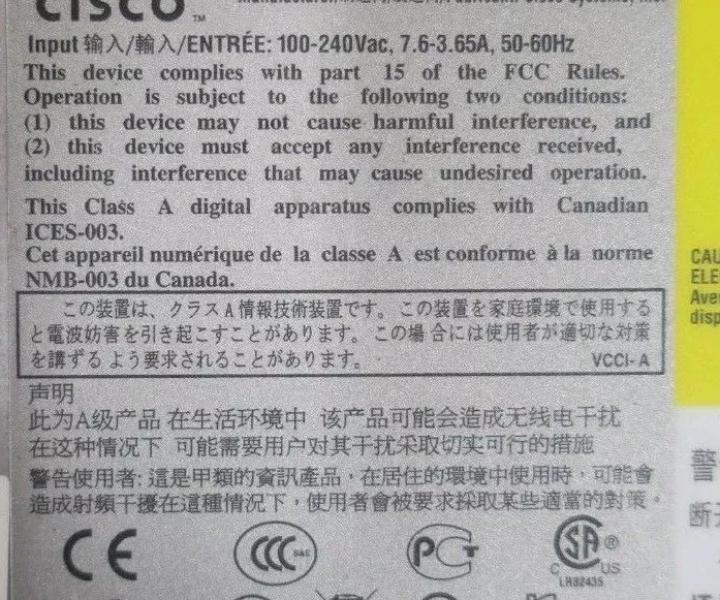 CISCO™
Input 输入/輸入/ENTRÉE: 100-240Vac, 7.6-3.65A, 50-60Hz
This device complies with part 15 of the FCC Rules.
Operation is subject to the following two conditions:
(1) this device may not cause harmful interference, and
(2) this device must accept any interference received,
including interference that may cause undesired operation.
This Class A digital apparatus complies with Canadian
ICES-003.
Cet appareil numérique de la classe A est conforme à la norme
NMB-003 du Canada.
この装置は、クラスA情報技術装置です。この装置を家庭環境で使用する
と電波妨害を引き起こすことがあります。この場合には使用者が適切な対策
を講ずるよう要求されることがあります。
VCCI-A
声明
此为A级产品 在生活环境中 该产品可能会造成无线电干扰
在这种情况下 可能需要用户对其干扰采取切实可行的措施
警告使用者: 這是甲類的資訊產品，在居住的環境中使用時，可能會
造成射頻干擾在這種情況下，使用者會被要求採取某些適當的對策。
CE
CCC S&E
PCT
CSA®
C US
LR82435
CAU
ELE
Aver
disp
警
断